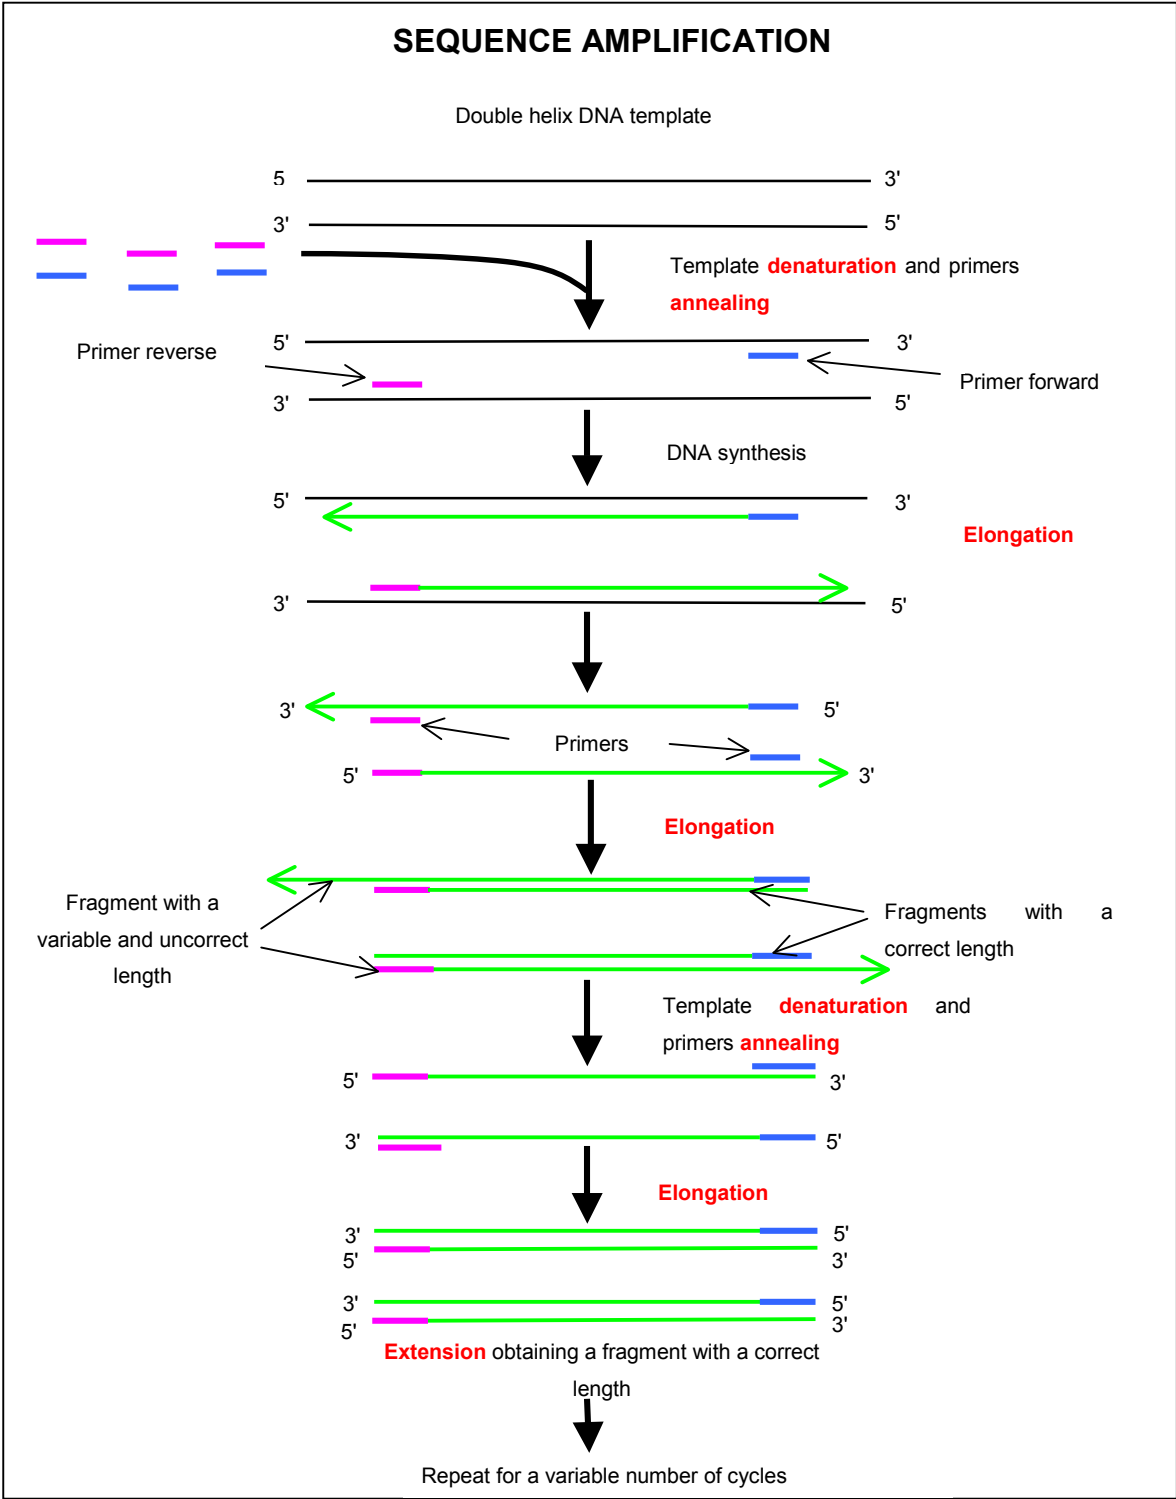 SEQUENCE AMPLIFICATION
Double helix DNA template
5
3'
3'
5'
Template denaturation and primers
annealing
5'
3'
Primer reverse
Primer forward
3'
5'
DNA synthesis
5'
3'
Elongation
3'
5'
3'
5'
Primers
5'
3'
Elongation
Fragment with a
variable and uncorrect
length
Fragments with a
correct length
Template denaturation and
primers annealing
5'
3'
3'
5'
Elongation
3'
5'
5'
3'
3'
5'
5'
3'
Extension obtaining a fragment with a correct
length
Repeat for a variable number of cycles